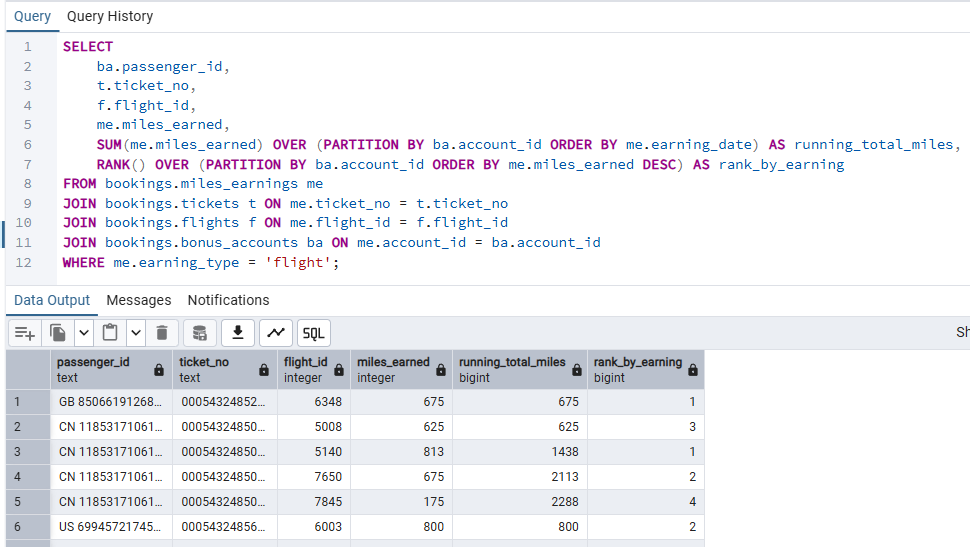 Query Query History
1 SELECT
2 ba.passenger_id,
3 t.ticket_no,
4 f.flight_id,
5 me.miles_earned,
6 SUM(me.miles_earned) OVER (PARTITION BY ba.account_id ORDER BY me.earning_date) AS running_total_miles,
7 RANK() OVER (PARTITION BY ba.account_id ORDER BY me.miles_earned DESC) AS rank_by_earning
8 FROM bookings.miles_earnings me
9 JOIN bookings.tickets t ON me.ticket_no = t.ticket_no
10 JOIN bookings.flights f ON me.flight_id = f.flight_id
11 JOIN bookings.bonus_accounts ba ON me.account_id = ba.account_id
12 WHERE me.earning_type = 'flight';
Data Output Messages Notifications
SQL Sh
passenger_id ticket_no flight_id miles_earned running_total_miles rank_by_earning
text text integer integer bigint bigint
1 GB 85066191268... 00054324852... 6348 675 675 1
2 CN 11853171061... 00054324850... 5008 625 625 3
3 CN 11853171061... 00054324850... 5140 813 1438 1
4 CN 11853171061... 00054324850... 7650 675 2113 2
5 CN 11853171061... 00054324850... 7845 175 2288 4
6 US 69945721745... 00054324856... 6003 800 800 2